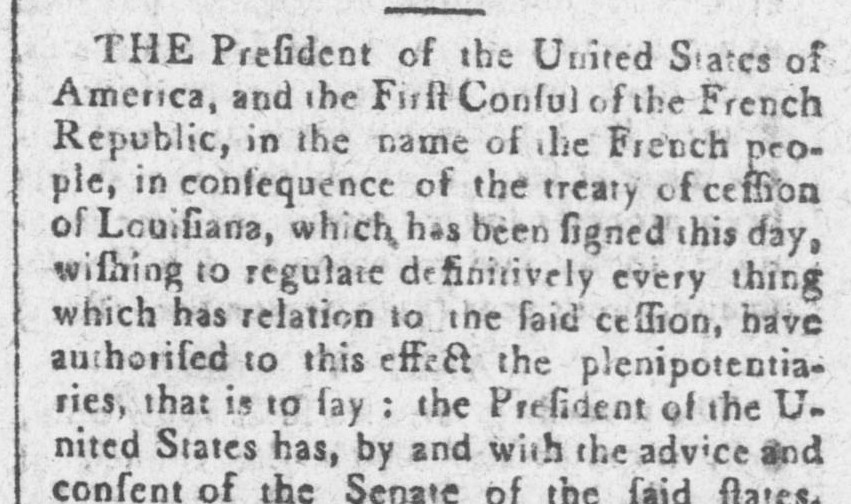 THE Preſident of the United States of
America, and the Firſt Conſul of the French
Republic, in the name of the French peo-
ple, in conſequence of the treaty of ceſſion
of Louiſiana, which has been ſigned this day,
wiſhing to regulate definitively every thing
which has relation to the ſaid ceſſion, have
authoriſed to this effect the plenipotentia-
ries, that is to ſay : the Preſident of the U-
nited States has, by and with the advice and
conſent of the Senate of the ſaid ſtates,